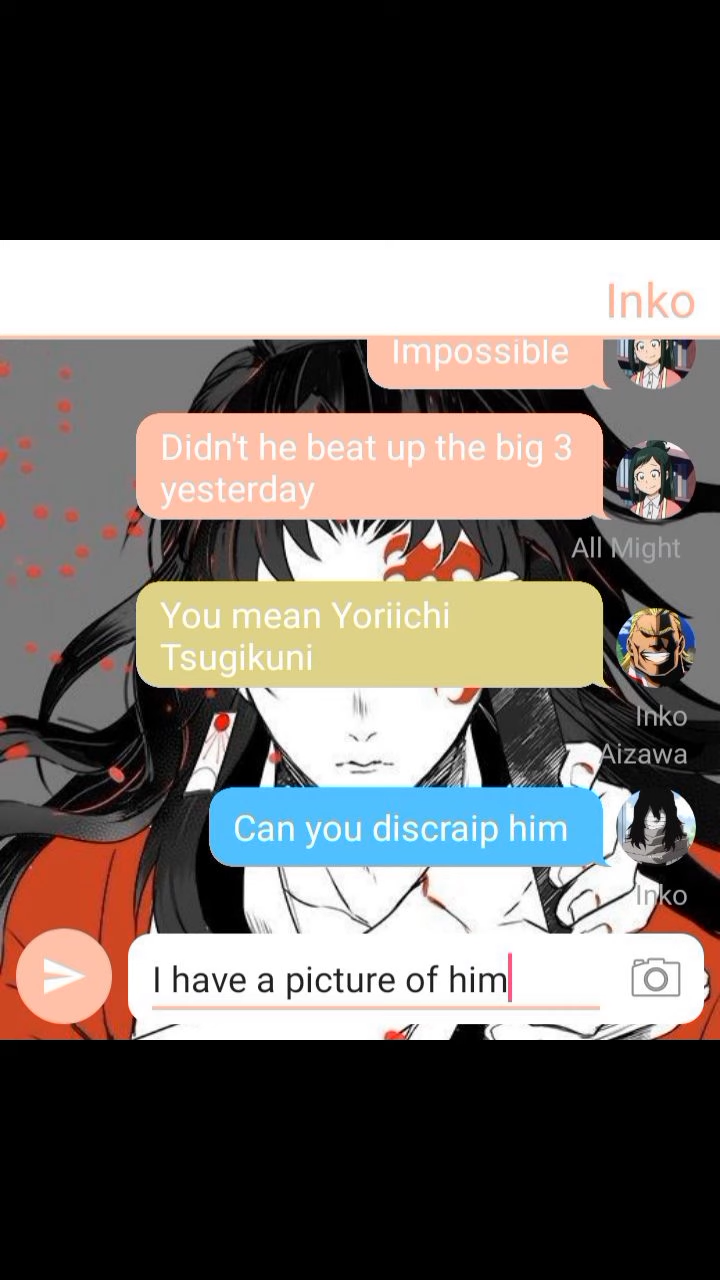 Inko
Impossible
Didn't he beat up the big 3
yesterday
All Might
You mean Yoriichi
Tsugikuni
Inko
Aizawa
Can you discraip him
Inko
I have a picture of him